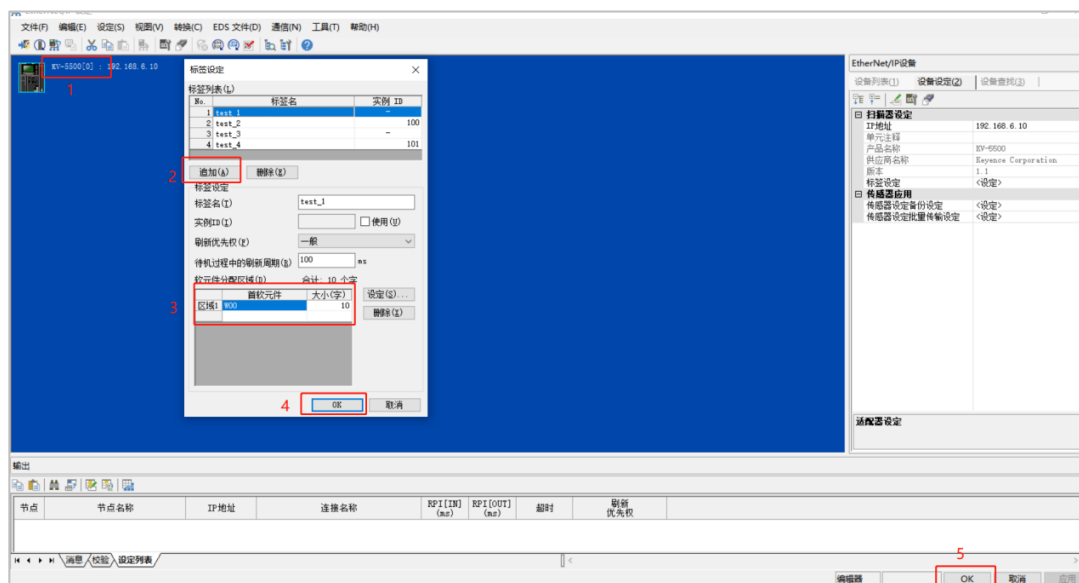 文件(F) 编辑(E) 设定(S) 视图(V) 转换(C) EDS 文件(D) 通信(N) 工具(T) 帮助(H)
KV-5500[0] : 192.168.6.10
1
标签设定
标签列表(L)
No. 标签名 实例 ID
1 test_1 -
2 test_2 100
3 test_3 -
4 test_4 101
2
追加(A) 删除(E)
标签设定
标签名(T) test_1
实例ID(I) 使用(U)
刷新优先权(P) 一般
待机过程中的刷新周期(R) 100 ms
软元件分配区域(D) 合计: 10 个字
3
首软元件 大小(字) 设定(S)...
区域1 W00 10
删除(X)
4
OK 取消
EtherNet/IP设备
设备列表(1) 设备设定(2) 设备查找(3)
扫描器设定
IP地址 192.168.6.10
单元注释
产品名称 KV-5500
供应商名称 Keyence Corporation
版本 1.1
标签设定 <设定>
传感器应用
传感器设定备份设定 <设定>
传感器设定批量传输设定 <设定>
适配器设定
输出
节点 节点名称 IP地址 连接名称 RPI[IN] (ms) RPI[OUT] (ms) 超时 刷新优先权
消息 校验 设定列表
5
编辑器 OK 取消 应用